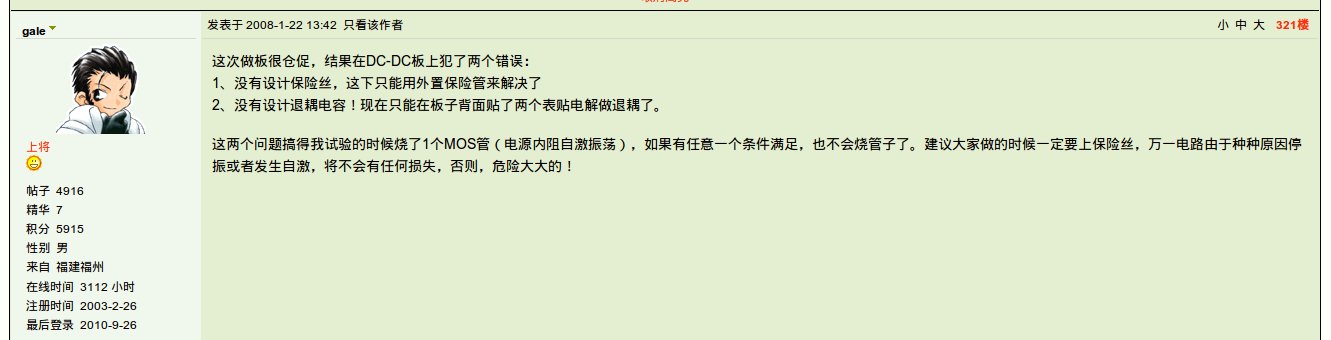 gale
发表于 2008-1-22 13:42 只看该作者
小 中 大 321楼
这次做板很仓促，结果在DC-DC板上犯了两个错误：
1、没有设计保险丝，这下只能用外置保险管来解决了
2、没有设计退耦电容！现在只能在板子背面贴了两个表贴电解做退耦了。
这两个问题搞得我试验的时候烧了1个MOS管（电源内阻自激振荡），如果有任意一个条件满足，也不会烧管子了。建议大家做的时候一定要上保险丝，万一电路由于种种原因停
振或者发生自激，将不会有任何损失，否则，危险大大的！
上将
帖子 4916
精华 7
积分 5915
性别 男
来自 福建福州
在线时间 3112 小时
注册时间 2003-2-26
最后登录 2010-9-26